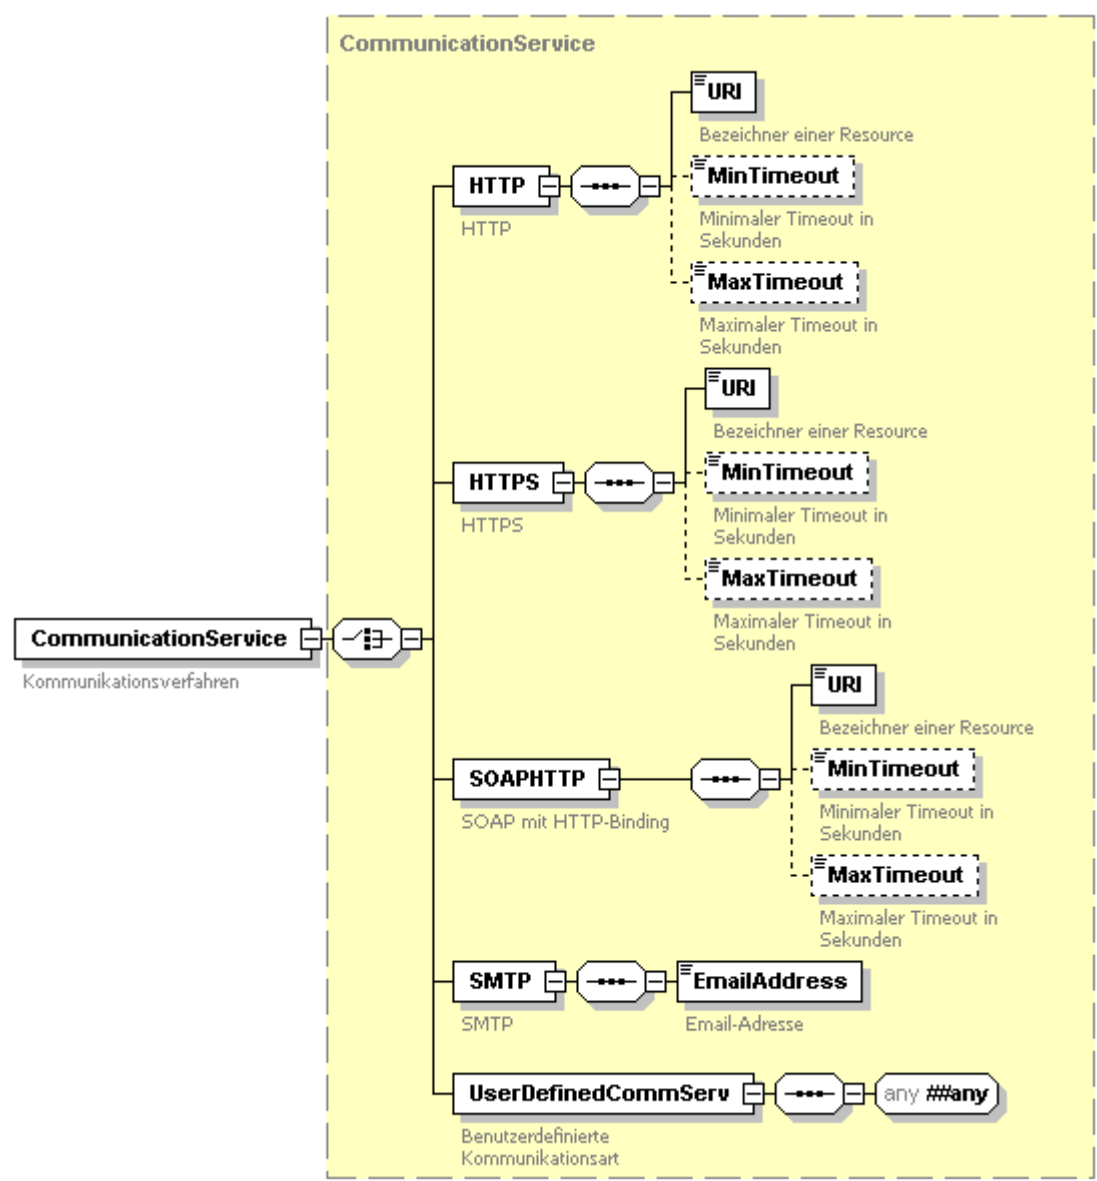 CommunicationService
URI
Bezeichner einer Resource
HTTP
HTTP
MinTimeout
Minimaler Timeout in
Sekunden
MaxTimeout
Maximaler Timeout in
Sekunden
URI
Bezeichner einer Resource
HTTPS
HTTPS
MinTimeout
Minimaler Timeout in
Sekunden
MaxTimeout
Maximaler Timeout in
Sekunden
CommunicationService
Kommunikationsverfahren
URI
Bezeichner einer Resource
SOAPHTTP
SOAP mit HTTP-Binding
MinTimeout
Minimaler Timeout in
Sekunden
MaxTimeout
Maximaler Timeout in
Sekunden
SMTP
SMTP
EmailAddress
Email-Adresse
UserDefinedCommServ
Benutzerdefinierte
Kommunikationsart
any ##any